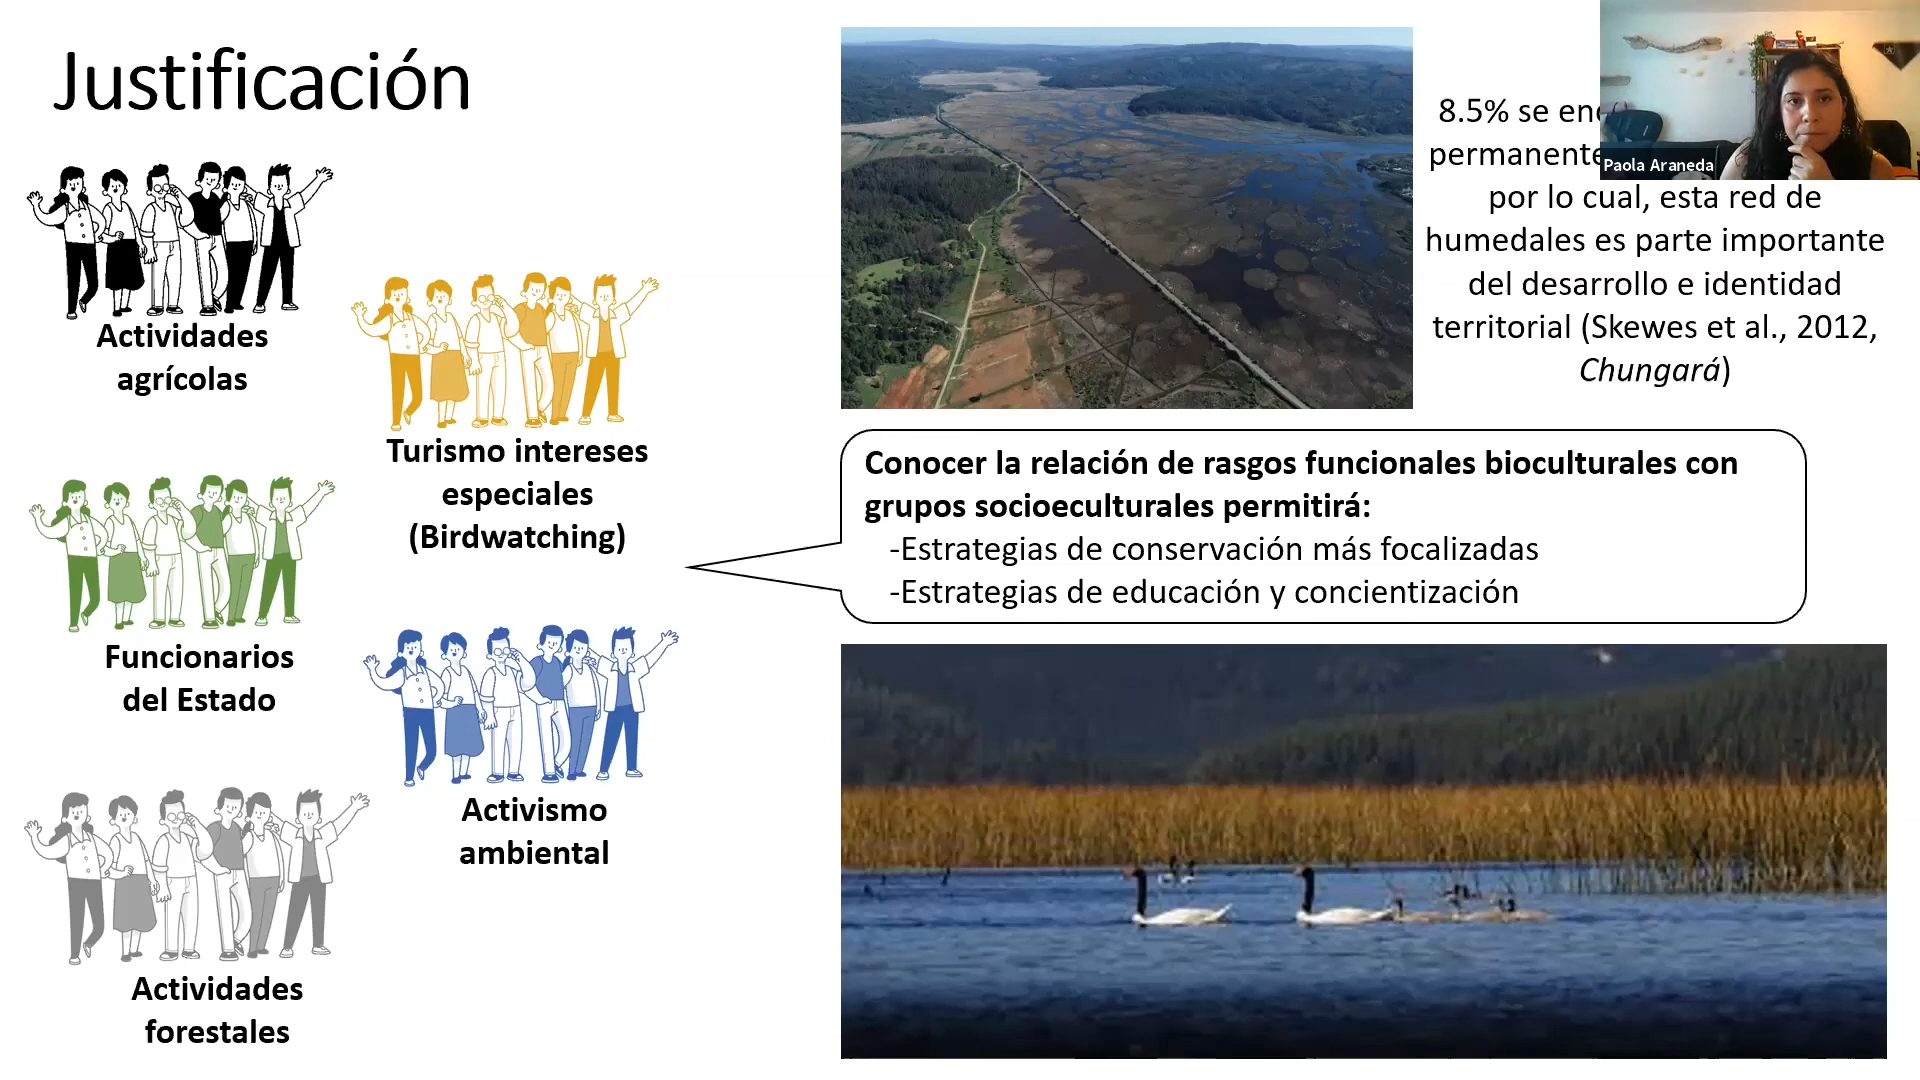 Justificación
Actividades
agrícolas
Turismo intereses
especiales
(Birdwatching)
Funcionarios
del Estado
Activismo
ambiental
Actividades
forestales
8.5% se
permanente
por lo cual, esta red de
humedales es parte importante
del desarrollo e identidad
territorial (Skewes et al., 2012,
Chungará)
Paola Araneda
Conocer la relación de rasgos funcionales bioculturales con
grupos socioeculturales permitirá:
-Estrategias de conservación más focalizadas
-Estrategias de educación y concientización